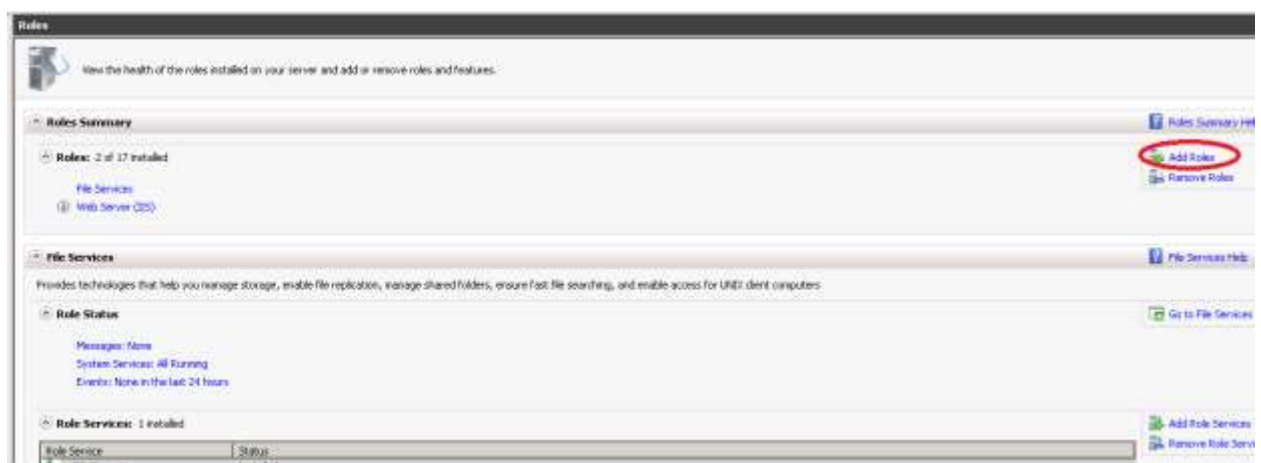 Roles
View the health of the roles installed on your server and add or remove roles and features.
Roles Summary
Roles Summary Hel
Roles: 2 of 17 installed
Add Roles
Remove Roles
File Services
Web Server (IIS)
File Services
File Services Help
Provides technologies that help you manage storage, enable file replication, manage shared folders, ensure fast file searching, and enable access for UNIX client computers
Role Status
Go to File Services
Messages: None
System Services: All Running
Events: None in the last 24 hours
Role Services: 1 installed
Add Role Services
Remove Role Servi
Role Service Status